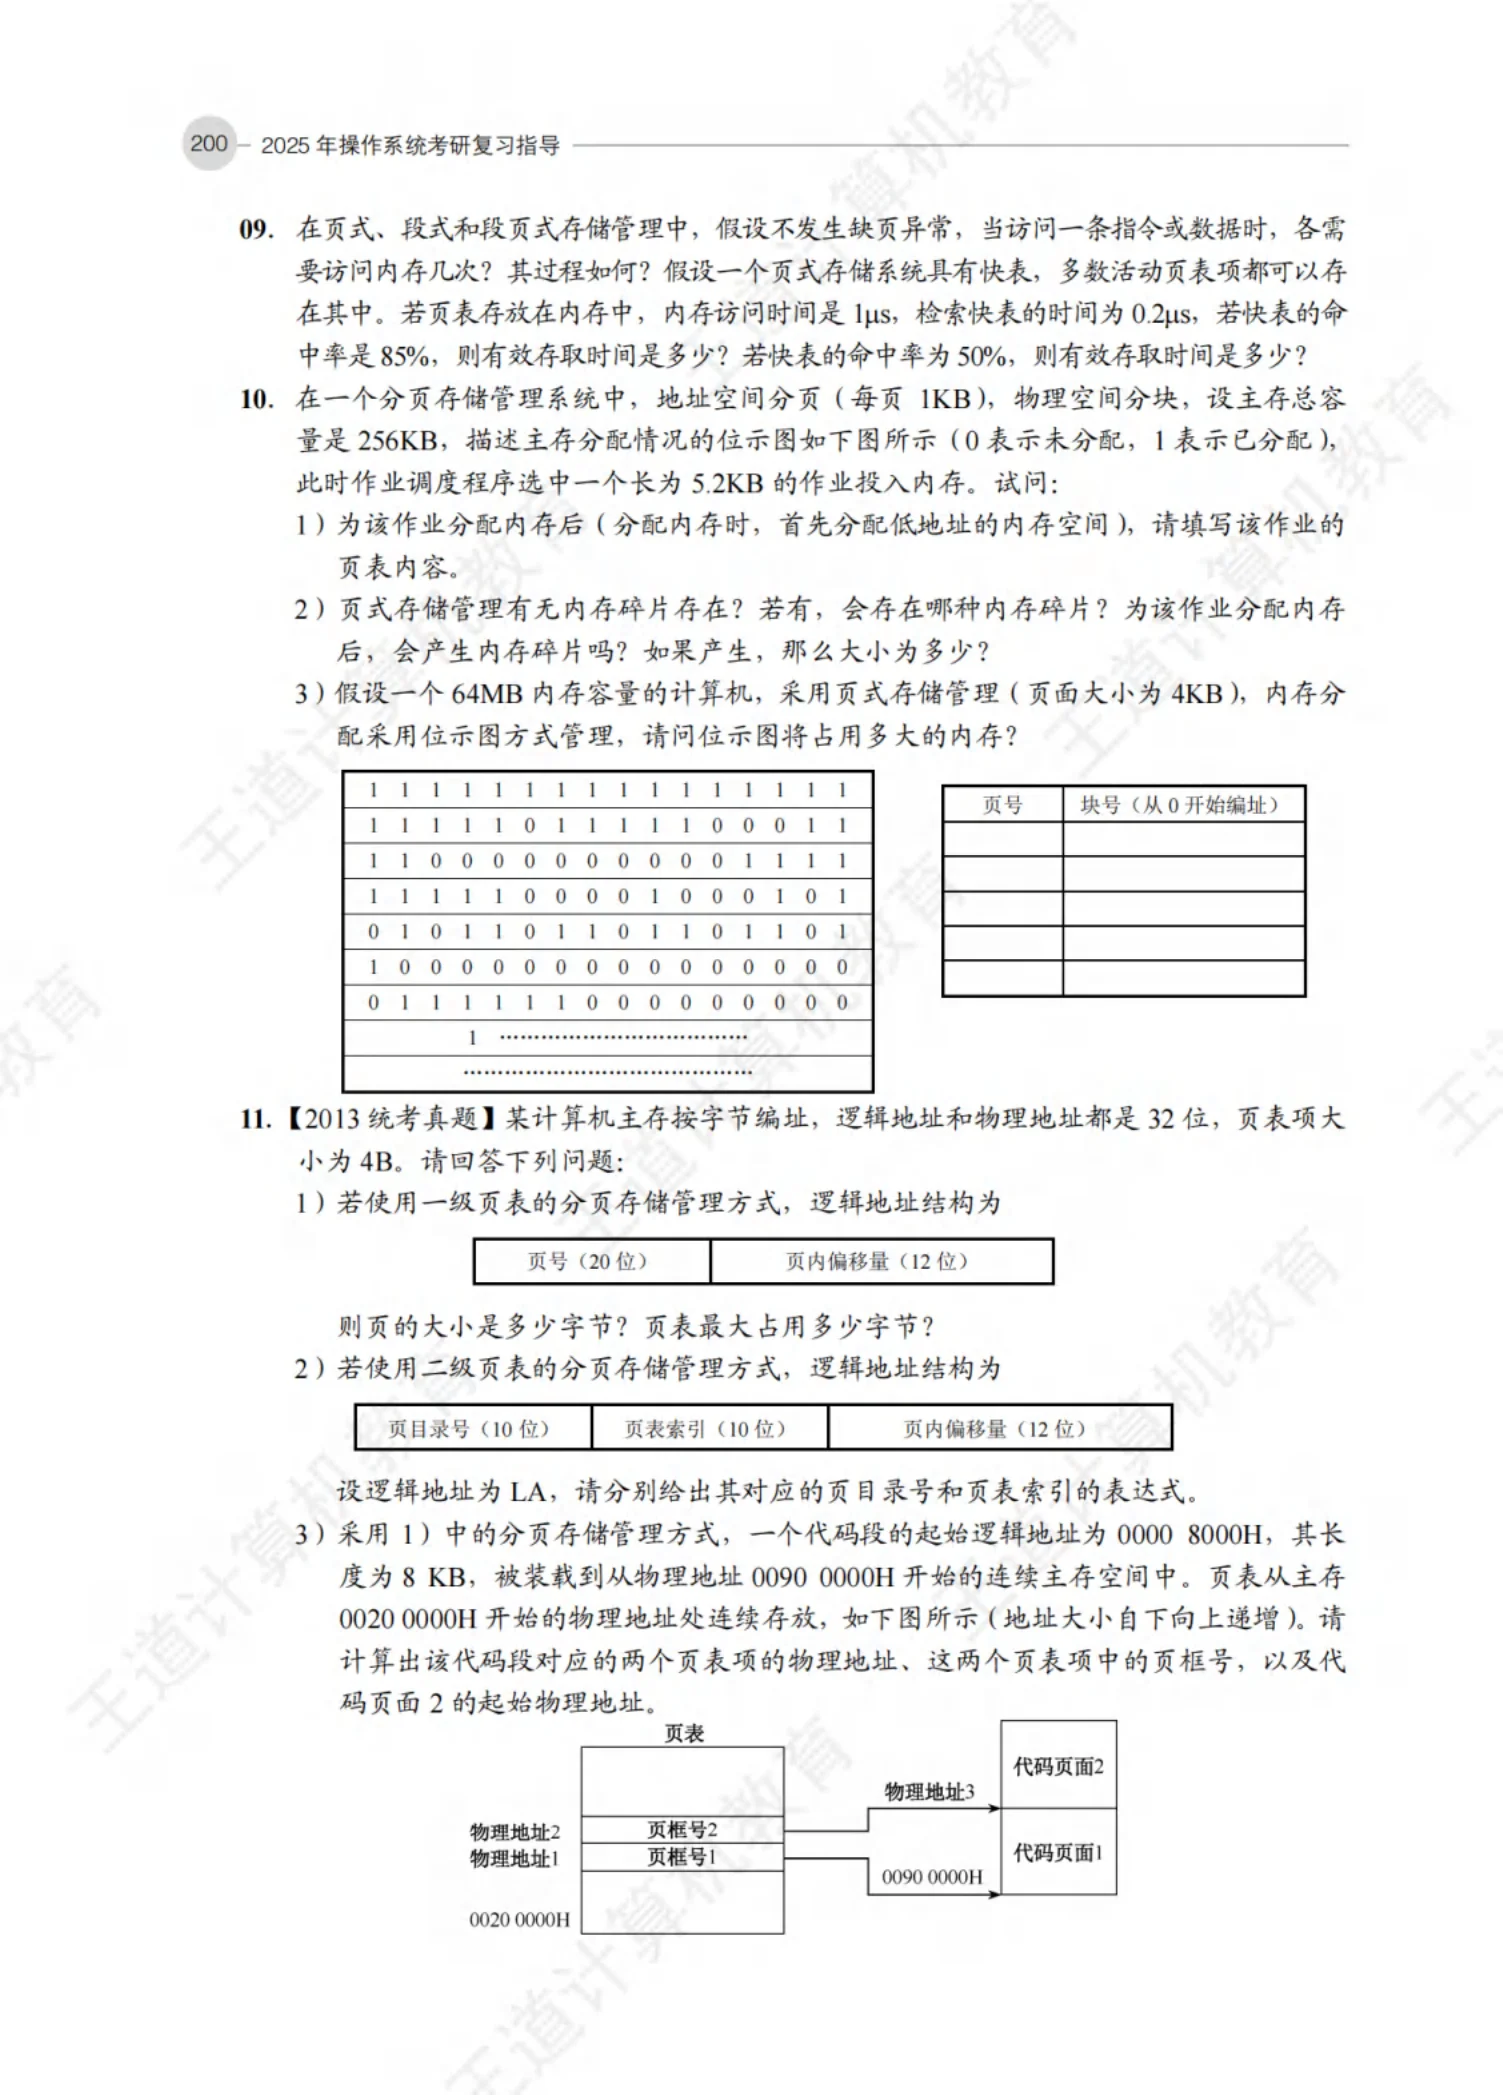 200 2025 年操作系统考研复习指导
09. 在页式、段式和段页式存储管理中，假设不发生缺页异常，当访问一条指令或数据时，各需
要访问内存几次？其过程如何？假设一个页式存储系统具有快表，多数活动页表项都可以存
在其中。若页表存放在内存中，内存访问时间是 1μs，检索快表的时间为 0.2μs，若快表的命
中率是 85%，则有效存取时间是多少？若快表的命中率为 50%，则有效存取时间是多少？
10. 在一个分页存储管理系统中，地址空间分页（每页 1KB），物理空间分块，设主存总容
量是 256KB，描述主存分配情况的位示图如下图所示（0 表示未分配，1 表示已分配），
此时作业调度程序选中一个长为 5.2KB 的作业投入内存。试问：
1）为该作业分配内存后（分配内存时，首先分配低地址的内存空间），请填写该作业的
页表内容。
2）页式存储管理有无内存碎片存在？若有，会存在哪种内存碎片？为该作业分配内存
后，会产生内存碎片吗？如果产生，那么大小为多少？
3）假设一个 64MB 内存容量的计算机，采用页式存储管理（页面大小为 4KB），内存分
配采用位示图方式管理，请问位示图将占用多大的内存？
1 1 1 1 1 1 1 1 1 1 1 1 1 1 1 1
1 1 1 1 1 0 1 1 1 1 1 0 0 0 1 1
1 1 0 0 0 0 0 0 0 0 0 0 1 1 1 1
1 1 1 1 1 0 0 0 0 1 0 0 0 1 0 1
0 1 0 1 1 0 1 1 0 1 1 0 1 1 0 1
1 0 0 0 0 0 0 0 0 0 0 0 0 0 0 0
0 1 1 1 1 1 1 0 0 0 0 0 0 0 0 0
1 ………………………………
………………………………
页号 块号（从 0 开始编址）
11. 【2013 统考真题】某计算机主存按字节编址，逻辑地址和物理地址都是 32 位，页表项大
小为 4B。请回答下列问题：
1）若使用一级页表的分页存储管理方式，逻辑地址结构为
页号（20 位） 页内偏移量（12 位）
则页的大小是多少字节？页表最大占用多少字节？
2）若使用二级页表的分页存储管理方式，逻辑地址结构为
页目录号（10 位） 页表索引（10 位） 页内偏移量（12 位）
设逻辑地址为 LA，请分别给出其对应的页目录号和页表索引的表达式。
3）采用 1）中的分页存储管理方式，一个代码段的起始逻辑地址为 0000 8000H，其长
度为 8 KB，被装载到从物理地址 0090 0000H 开始的连续主存空间中。页表从主存
0020 0000H 开始的物理地址处连续存放，如下图所示（地址大小自下向上递增）。请
计算出该代码段对应的两个页表项的物理地址、这两个页表项中的页框号，以及代
码页面 2 的起始物理地址。
页表
代码页面2
物理地址3
物理地址2 页框号2
物理地址1 页框号1
代码页面1
0090 0000H
0020 0000H